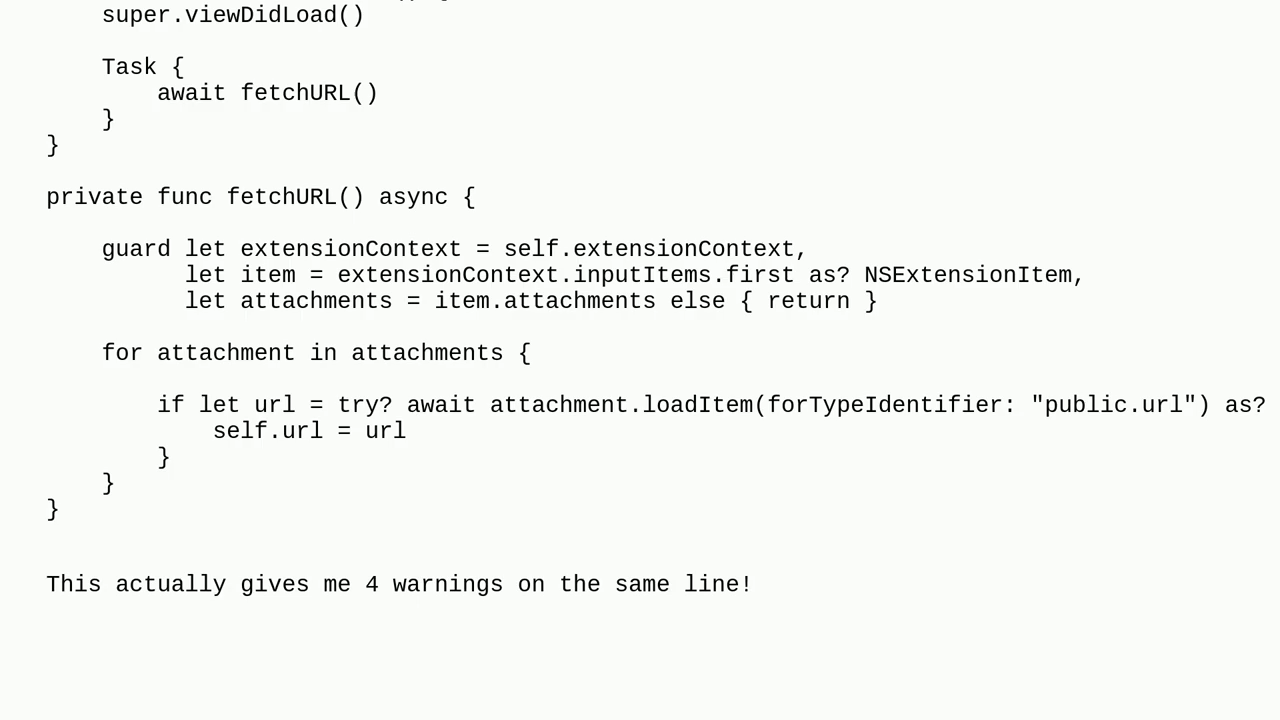 super.viewDidLoad()
Task {
await fetchURL()
}
}
private func fetchURL() async {
guard let extensionContext = self.extensionContext,
let item = extensionContext.inputItems.first as? NSExtensionItem,
let attachments = item.attachments else { return }
for attachment in attachments {
if let url = try? await attachment.loadItem(forTypeIdentifier: "public.url") as?
self.url = url
}
}
}
This actually gives me 4 warnings on the same line!